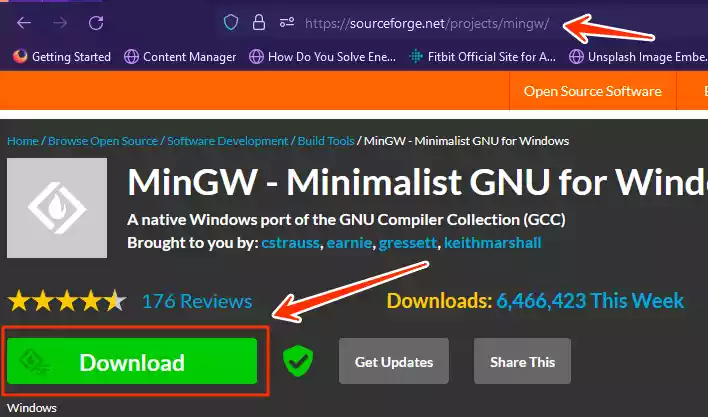 https://sourceforge.net/projects/mingw/
Getting Started Content Manager How Do You Solve Ene... Fitbit Official Site for A... Unsplash Image Embe.
Open Source Software
Home / Browse Open Source / Software Development / Build Tools / MinGW - Minimalist GNU for Windows
MinGW - Minimalist GNU for Wind
A native Windows port of the GNU Compiler Collection (GCC)
Brought to you by: cstrauss, earnie, gressett, keithmarshall
176 Reviews Downloads: 6,466,423 This Week
Download Get Updates Share This
Windows